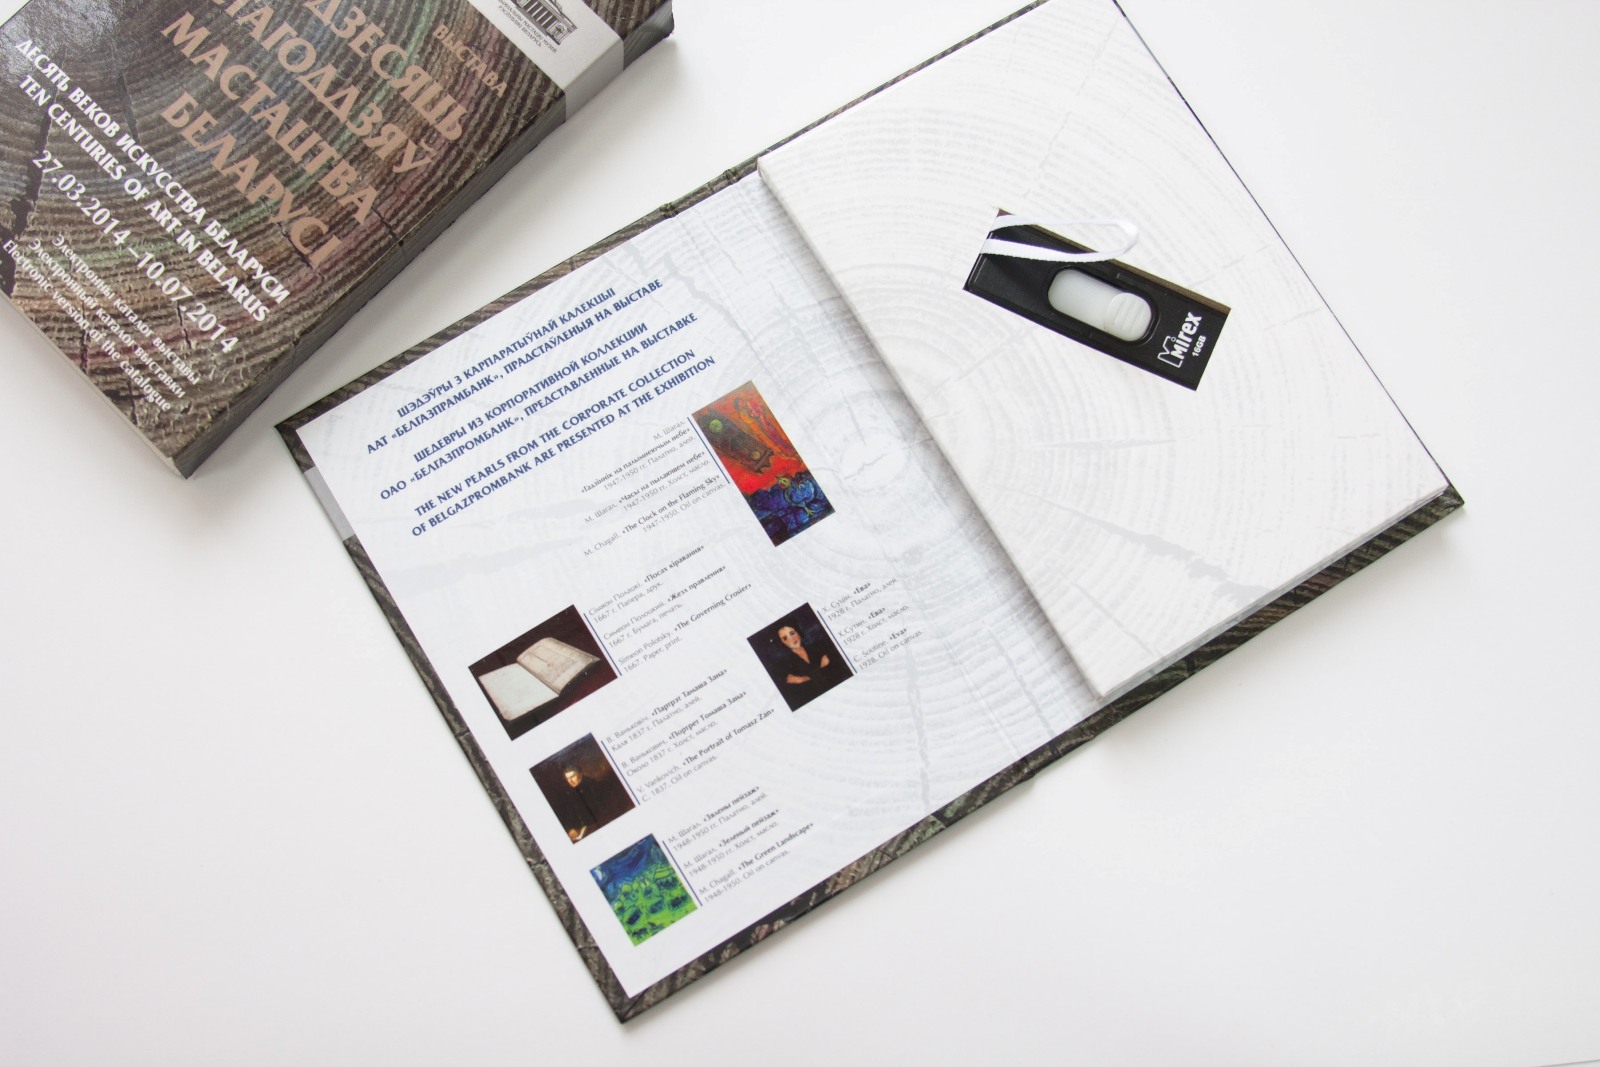 ВЫСТАВА
ДЗЕСЯЦЬ
СТАГОДДЗЯЎ
МАСТАЦТВА
БЕЛАРУСІ
ДЕСЯТЬ ВЕКОВ ИСКУССТВА БЕЛАРУСИ
TEN CENTURIES OF ART IN BELARUS
27.03.2014 – 10.07.2014
Электронны каталог выставы
Электронный каталог выставки
Electronic version of the catalogue
ШЭДЭЎРЫ З КАРПАРАТЫЎНАЙ КАЛЕКЦЫІ
ААТ «БЕЛГАЗПРАМБАНК», ПРАДСТАЎЛЕНЫЯ НА ВЫСТАВЕ
ШЕДЕВРЫ ИЗ КОРПОРАТИВНОЙ КОЛЛЕКЦИИ
ОАО «БЕЛГАЗПРОМБАНК», ПРЕДСТАВЛЕННЫЕ НА ВЫСТАВКЕ
THE NEW PEARLS FROM THE CORPORATE COLLECTION
OF BELGAZPROMBANK ARE PRESENTED AT THE EXHIBITION
М. Шагал.
1947-1950 гг. Палатно, алей.
М. Шагал. «Часы на пылающем небе»
1947-1950 гг. Холст, масло.
M. Chagall. «The Clock on the Flaming Sky»
1947-1950. Oil on canvas.
Сімяон Полацкі. «Посах кіравання»
1667 г. Папера, друк.
Симеон Полоцкий. «Жезл правления»
1667 г. Бумага, печать.
Simeon Polotsky. «The Governing Crosier»
1667. Paper, print.
Х. Суцін. «Ева»
1928 г. Палатно, алей
Х.Сутин. «Ева»
1928 г. Холст, масло.
C. Soutine. «Eva»
1928. Oil on canvas.
В. Ваньковіч. «Партрэт Тамаша Зана»
Каля 1837 г. Палатно, алей.
В. Ванькович. «Портрет Томаша Зана»
Около 1837 г. Холст, масло.
V. Vankovich. «The Portrait of Tomasz Zan»
C. 1837. Oil on canvas.
М. Шагал. «Зялёны пейзаж»
1948-1950 гг. Палатно, алей.
М. Шагал. «Зеленый пейзаж»
1948-1950 гг. Холст, масло.
M. Chagall. «The Green Landscape»
1948-1950. Oil on canvas.
Mirex
16GB